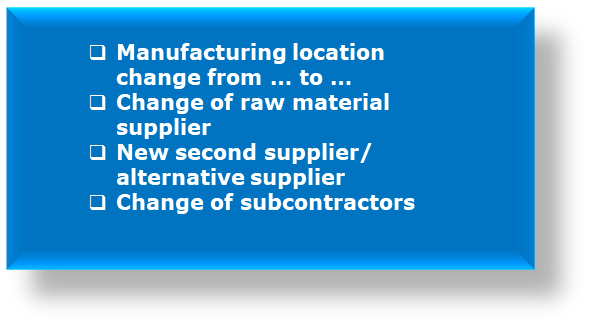 ❑ Manufacturing location
change from ... to ...
❑ Change of raw material
supplier
❑ New second supplier/
alternative supplier
❑ Change of subcontractors